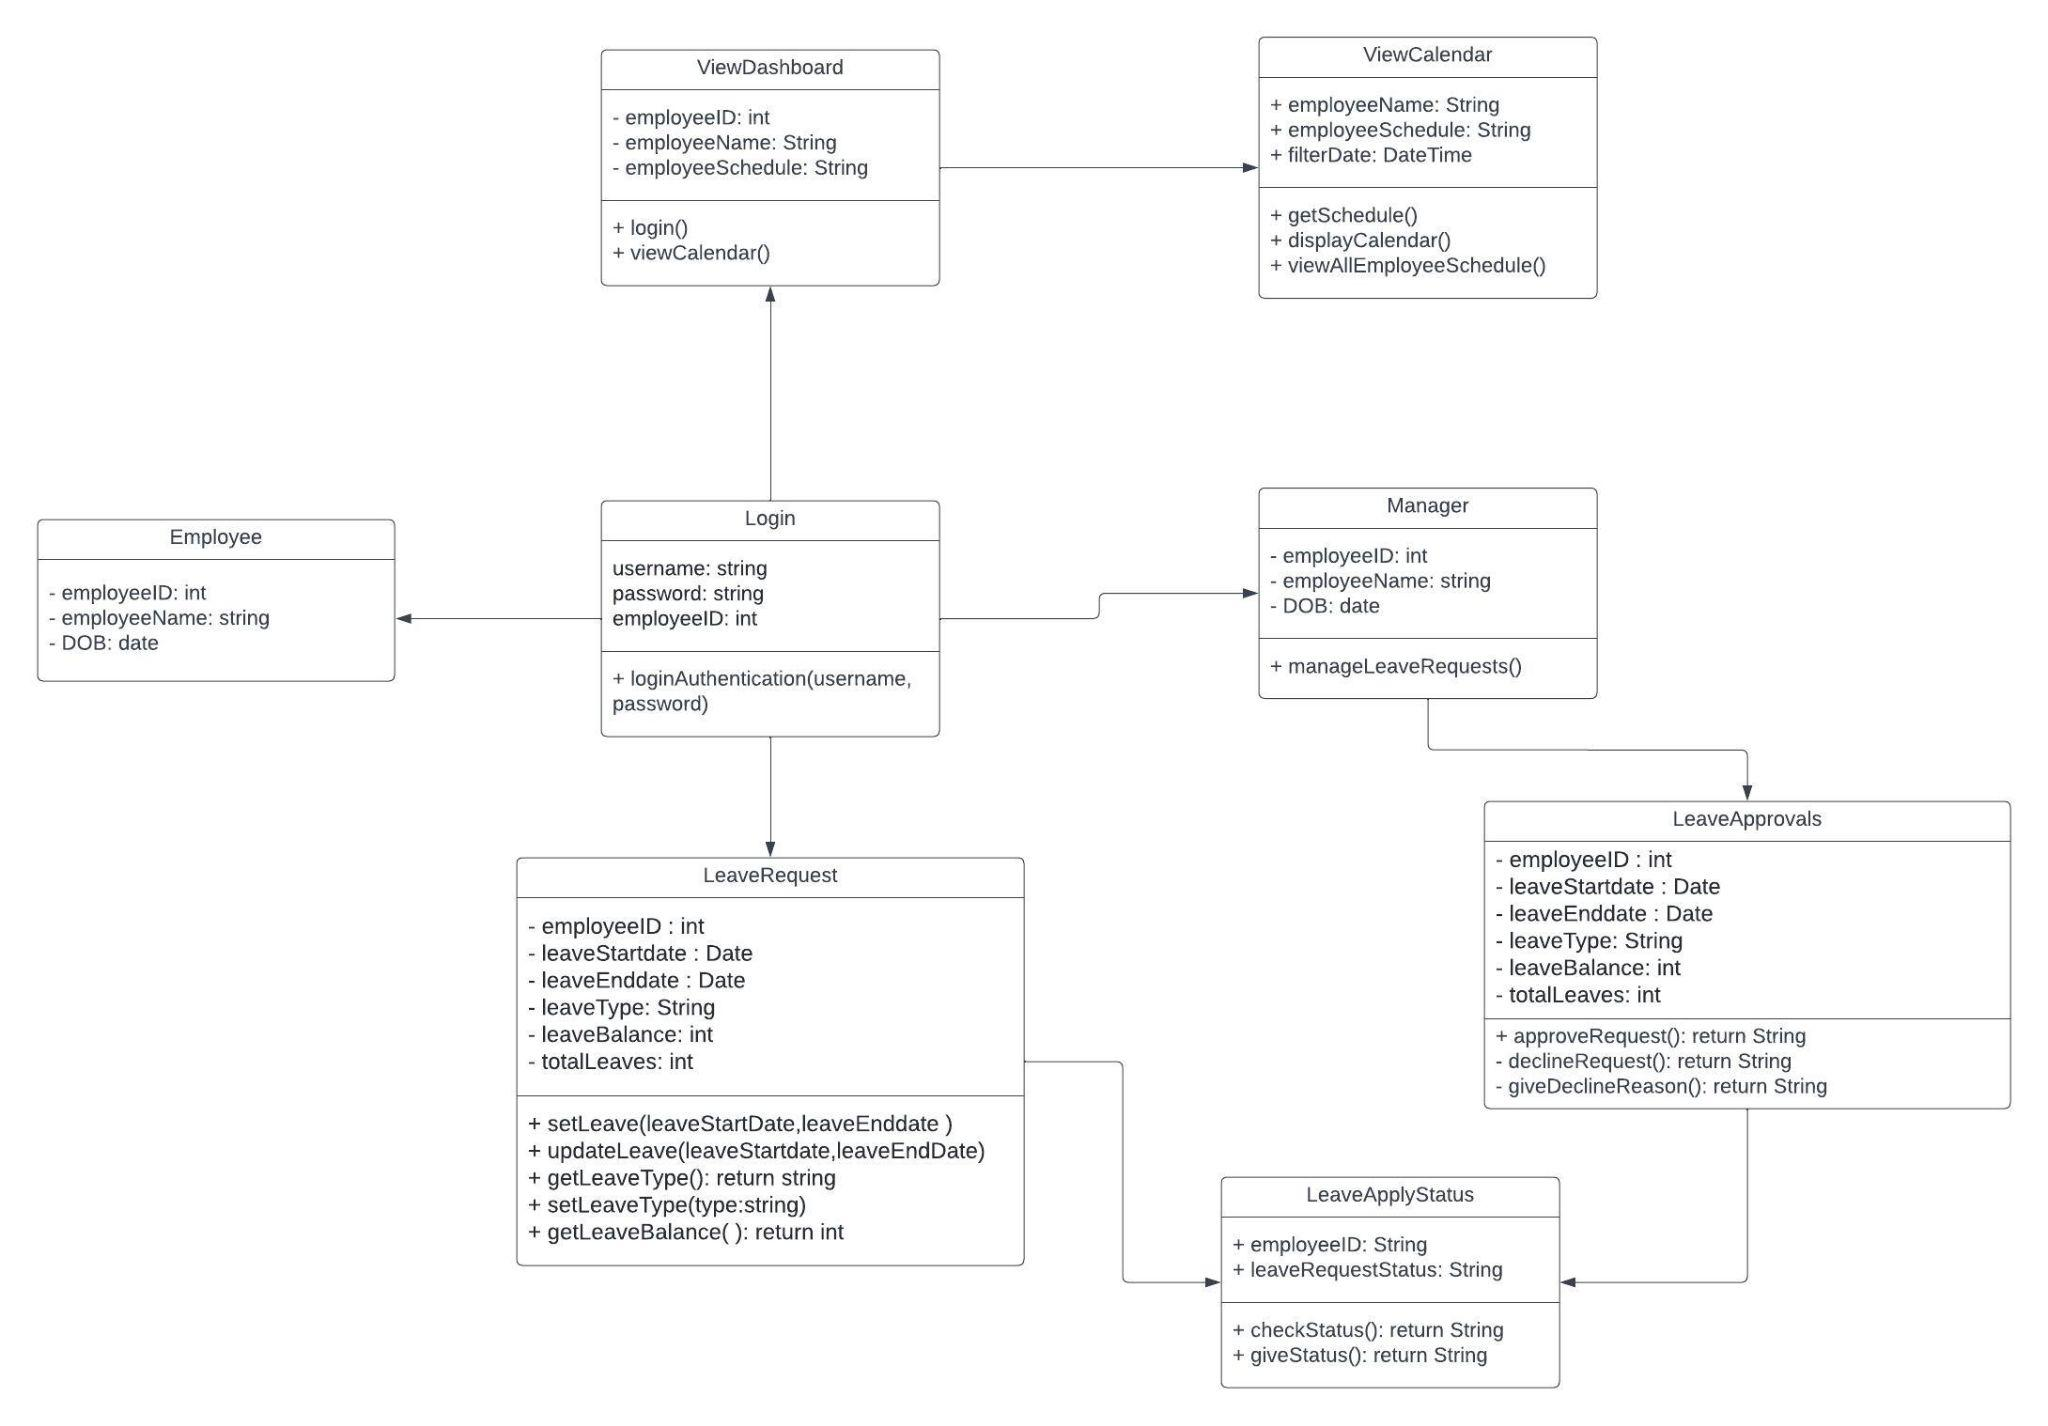 ViewDashboard
- employeeID: int
- employeeName: String
- employeeSchedule: String
+ login()
+ viewCalendar()
ViewCalendar
+ employeeName: String
+ employeeSchedule: String
+ filterDate: DateTime
+ getSchedule()
+ displayCalendar()
+ viewAllEmployeeSchedule()
Employee
- employeeID: int
- employeeName: string
- DOB: date
Login
username: string
password: string
employeeID: int
+ loginAuthentication(username,
password)
Manager
- employeeID: int
- employeeName: string
- DOB: date
+ manageLeaveRequests()
LeaveRequest
- employeeID : int
- leaveStartdate : Date
- leaveEnddate : Date
- leaveType: String
- leaveBalance: int
- totalLeaves: int
+ setLeave(leaveStartDate,leaveEnddate )
+ updateLeave(leaveStartdate,leaveEndDate)
+ getLeaveType(): return string
+ setLeaveType(type:string)
+ getLeaveBalance( ): return int
LeaveApprovals
- employeeID : int
- leaveStartdate : Date
- leaveEnddate : Date
- leaveType: String
- leaveBalance: int
- totalLeaves: int
+ approveRequest(): return String
- declineRequest(): return String
- giveDeclineReason(): return String
LeaveApplyStatus
+ employeeID: String
+ leaveRequestStatus: String
+ checkStatus(): return String
+ giveStatus(): return String